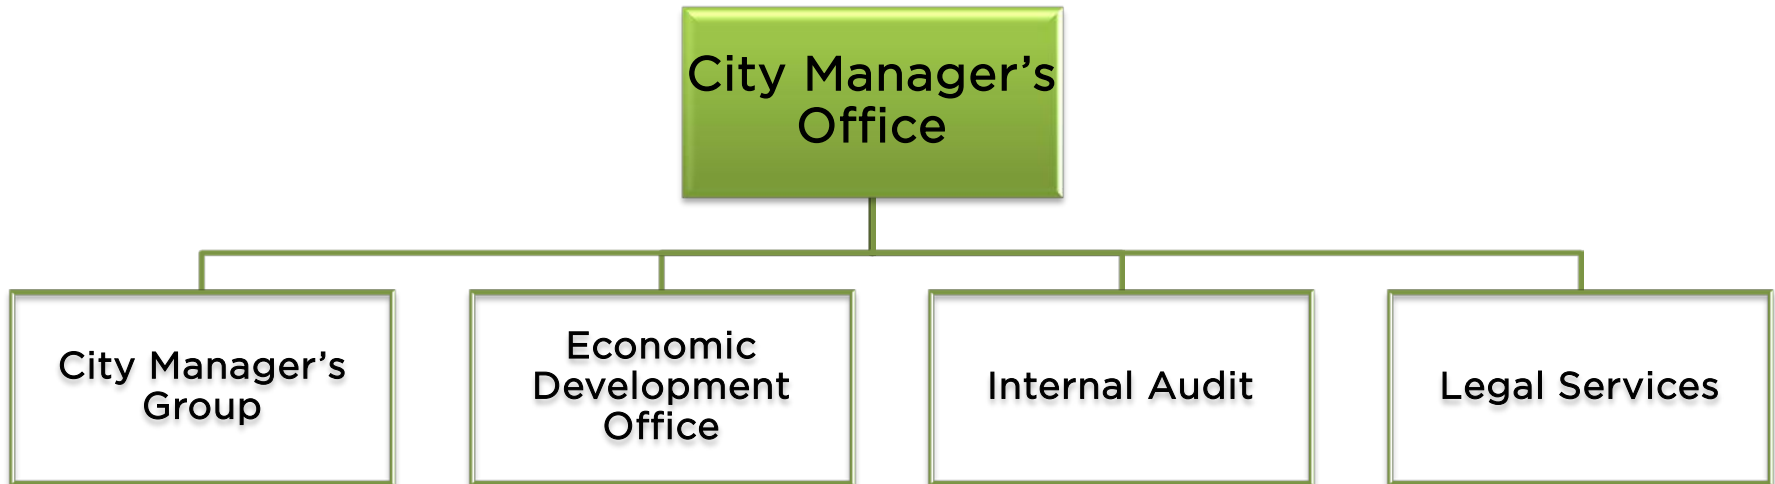 City Manager’s
Office
City Manager’s
Group
Economic
Development
Office
Internal Audit
Legal Services